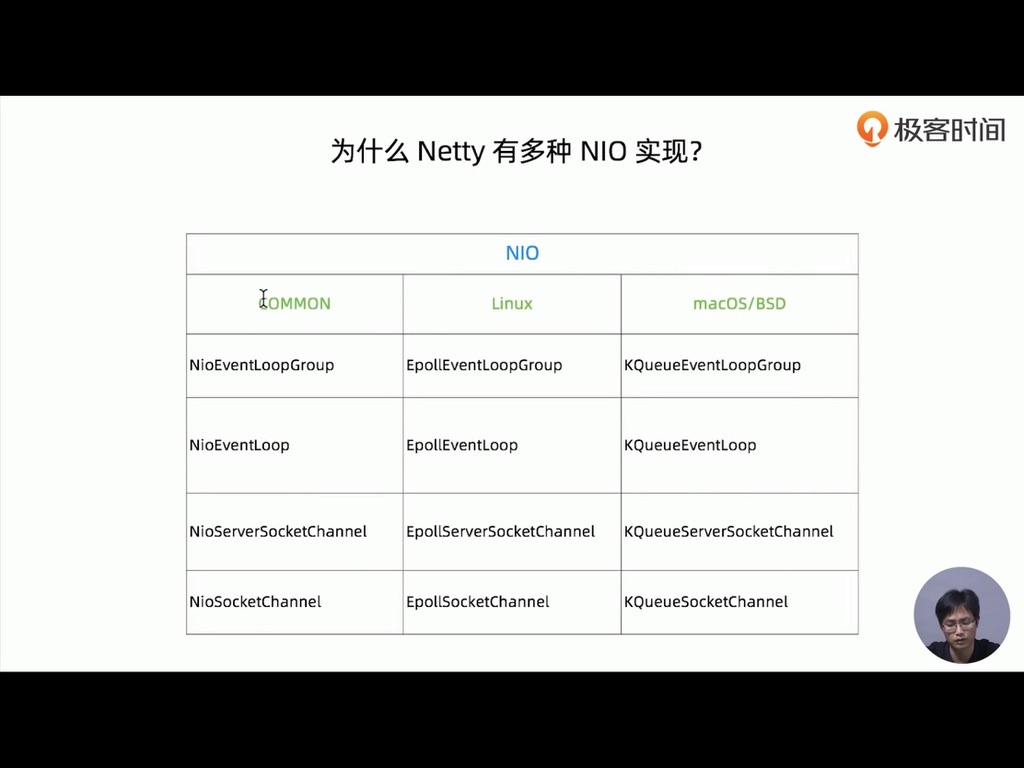 极客时间
为什么 Netty 有多种 NIO 实现？
NIO
COMMON Linux macOS/BSD
NioEventLoopGroup EpollEventLoopGroup KQueueEventLoopGroup
NioEventLoop EpollEventLoop KQueueEventLoop
NioServerSocketChannel EpollServerSocketChannel KQueueServerSocketChannel
NioSocketChannel EpollSocketChannel KQueueSocketChannel